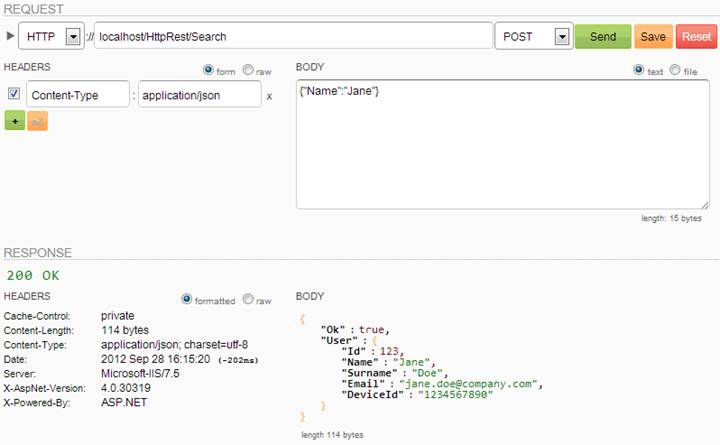 REQUEST
HTTP :// localhost/HttpRest/Search POST Send Save Reset
HEADERS form raw
Content-Type : application/json x
+
BODY text file
{"Name":"Jane"}
length: 15 bytes
RESPONSE
200 OK
HEADERS formatted raw
Cache-Control: private
Content-Length: 114 bytes
Content-Type: application/json; charset=utf-8
Date: 2012 Sep 28 16:15:20 (-202ms)
Server: Microsoft-IIS/7.5
X-AspNet-Version: 4.0.30319
X-Powered-By: ASP.NET
BODY
{
"Ok" : true,
"User" : {
"Id" : 123,
"Name" : "Jane",
"Surname" : "Doe",
"Email" : "jane.doe@company.com",
"DeviceId" : "1234567890"
}
}
length 114 bytes